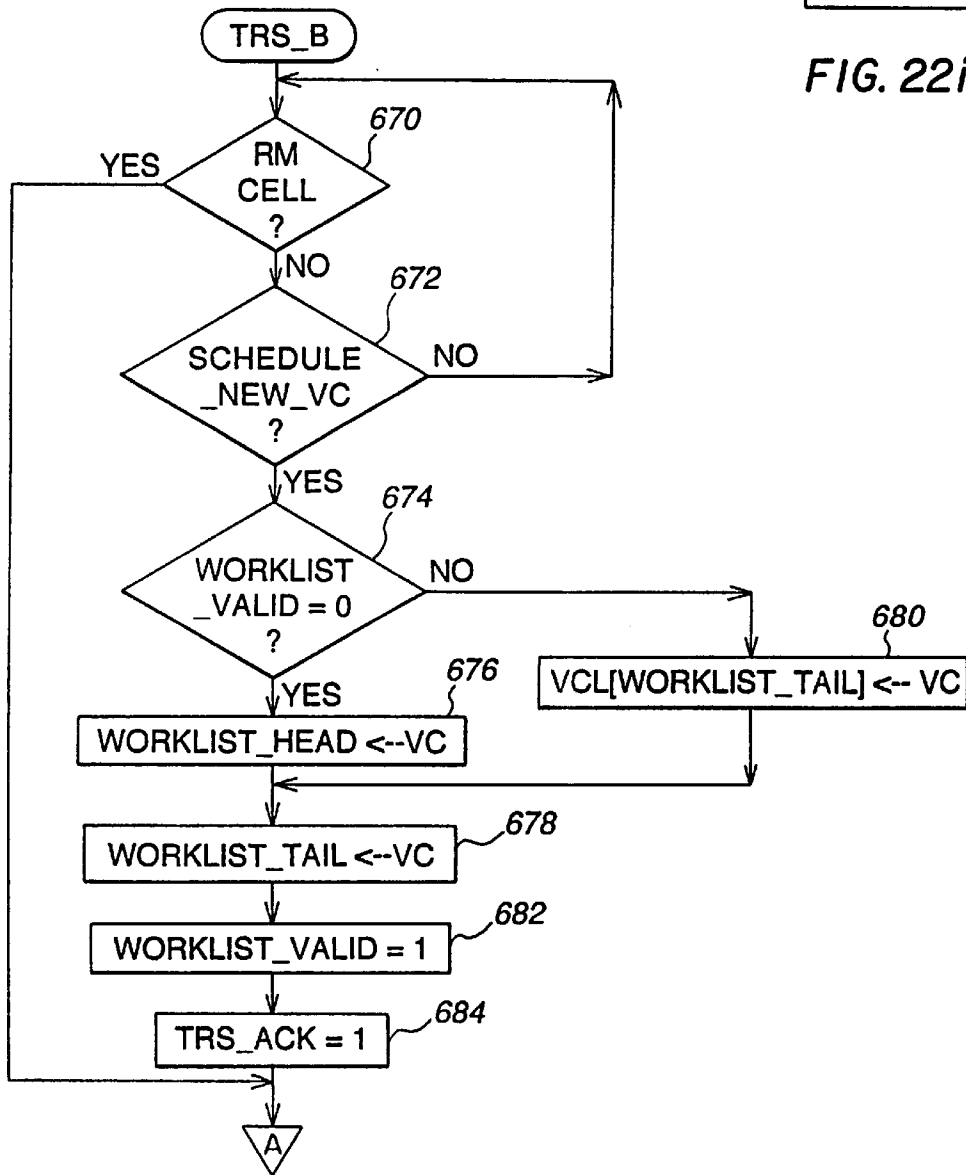 TRS_B
FIG. 22i
670
YES
RM
CELL
?
NO
672
SCHEDULE
_NEW_VC
?
NO
YES
674
WORKLIST
_VALID = 0
?
NO
680
VCL[WORKLIST_TAIL] <-- VC
YES
676
WORKLIST_HEAD <--VC
678
WORKLIST_TAIL <--VC
682
WORKLIST_VALID = 1
684
TRS_ACK = 1
A